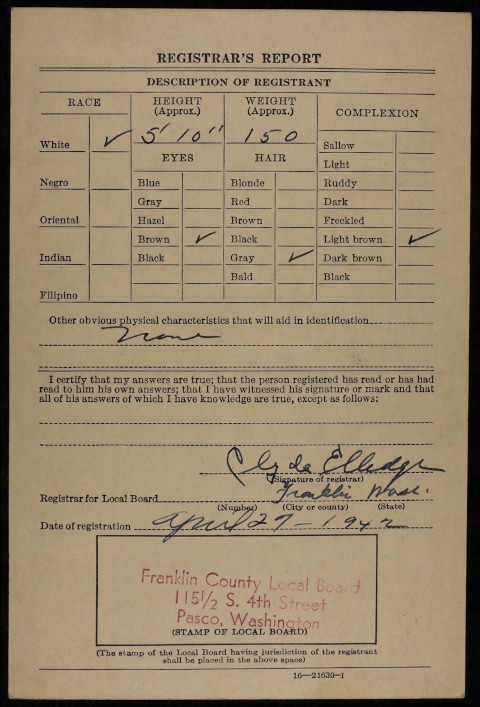 REGISTRAR'S REPORT
DESCRIPTION OF REGISTRANT
RACE HEIGHT (Approx.) WEIGHT (Approx.) COMPLEXION
White ✓ 5' 10" 150
EYES HAIR
Sallow
Light
Negro Blue Blonde Ruddy
Gray Red Dark
Oriental Hazel Brown Freckled
Brown ✓ Black Light brown ✓
Indian Black Gray ✓ Dark brown
Bald Black
Filipino
Other obvious physical characteristics that will aid in identification
None
I certify that my answers are true; that the person registered has read or has had
read to him his own answers; that I have witnessed his signature or mark and that
all of his answers of which I have knowledge are true, except as follows:
Clyde Elledge
(Signature of registrar)
Registrar for Local Board Franklin Wash.
(Number) (City or county) (State)
Date of registration April 27-1942
Franklin County Local Board
115½ S. 4th Street
Pasco, Washington
(STAMP OF LOCAL BOARD)
(The stamp of the Local Board having jurisdiction of the registrant
shall be placed in the above space)
16—21630-1